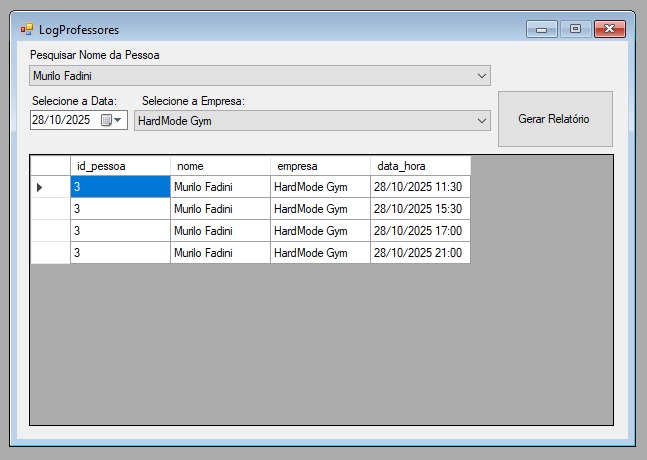 LogProfessores
Pesquisar Nome da Pessoa
Murilo Fadini
Selecione a Data: Selecione a Empresa:
28/10/2025 HardMode Gym
Gerar Relatório
id_pessoa nome empresa data_hora
3 Murilo Fadini HardMode Gym 28/10/2025 11:30
3 Murilo Fadini HardMode Gym 28/10/2025 15:30
3 Murilo Fadini HardMode Gym 28/10/2025 17:00
3 Murilo Fadini HardMode Gym 28/10/2025 21:00